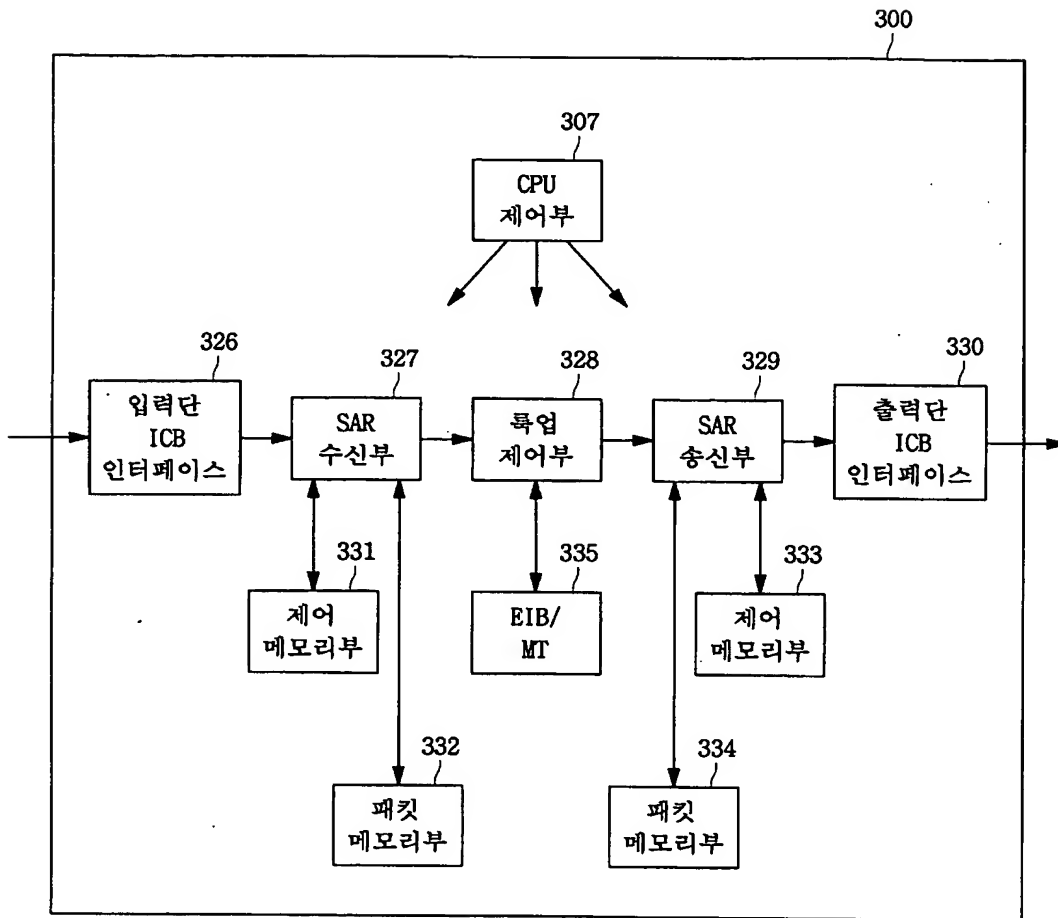 300
307
CPU
제어부
326
입력단
ICB
인터페이스
327
SAR
수신부
328
룩업
제어부
329
SAR
송신부
330
출력단
ICB
인터페이스
331
제어
메모리부
335
EIB/
MT
333
제어
메모리부
332
패킷
메모리부
334
패킷
메모리부